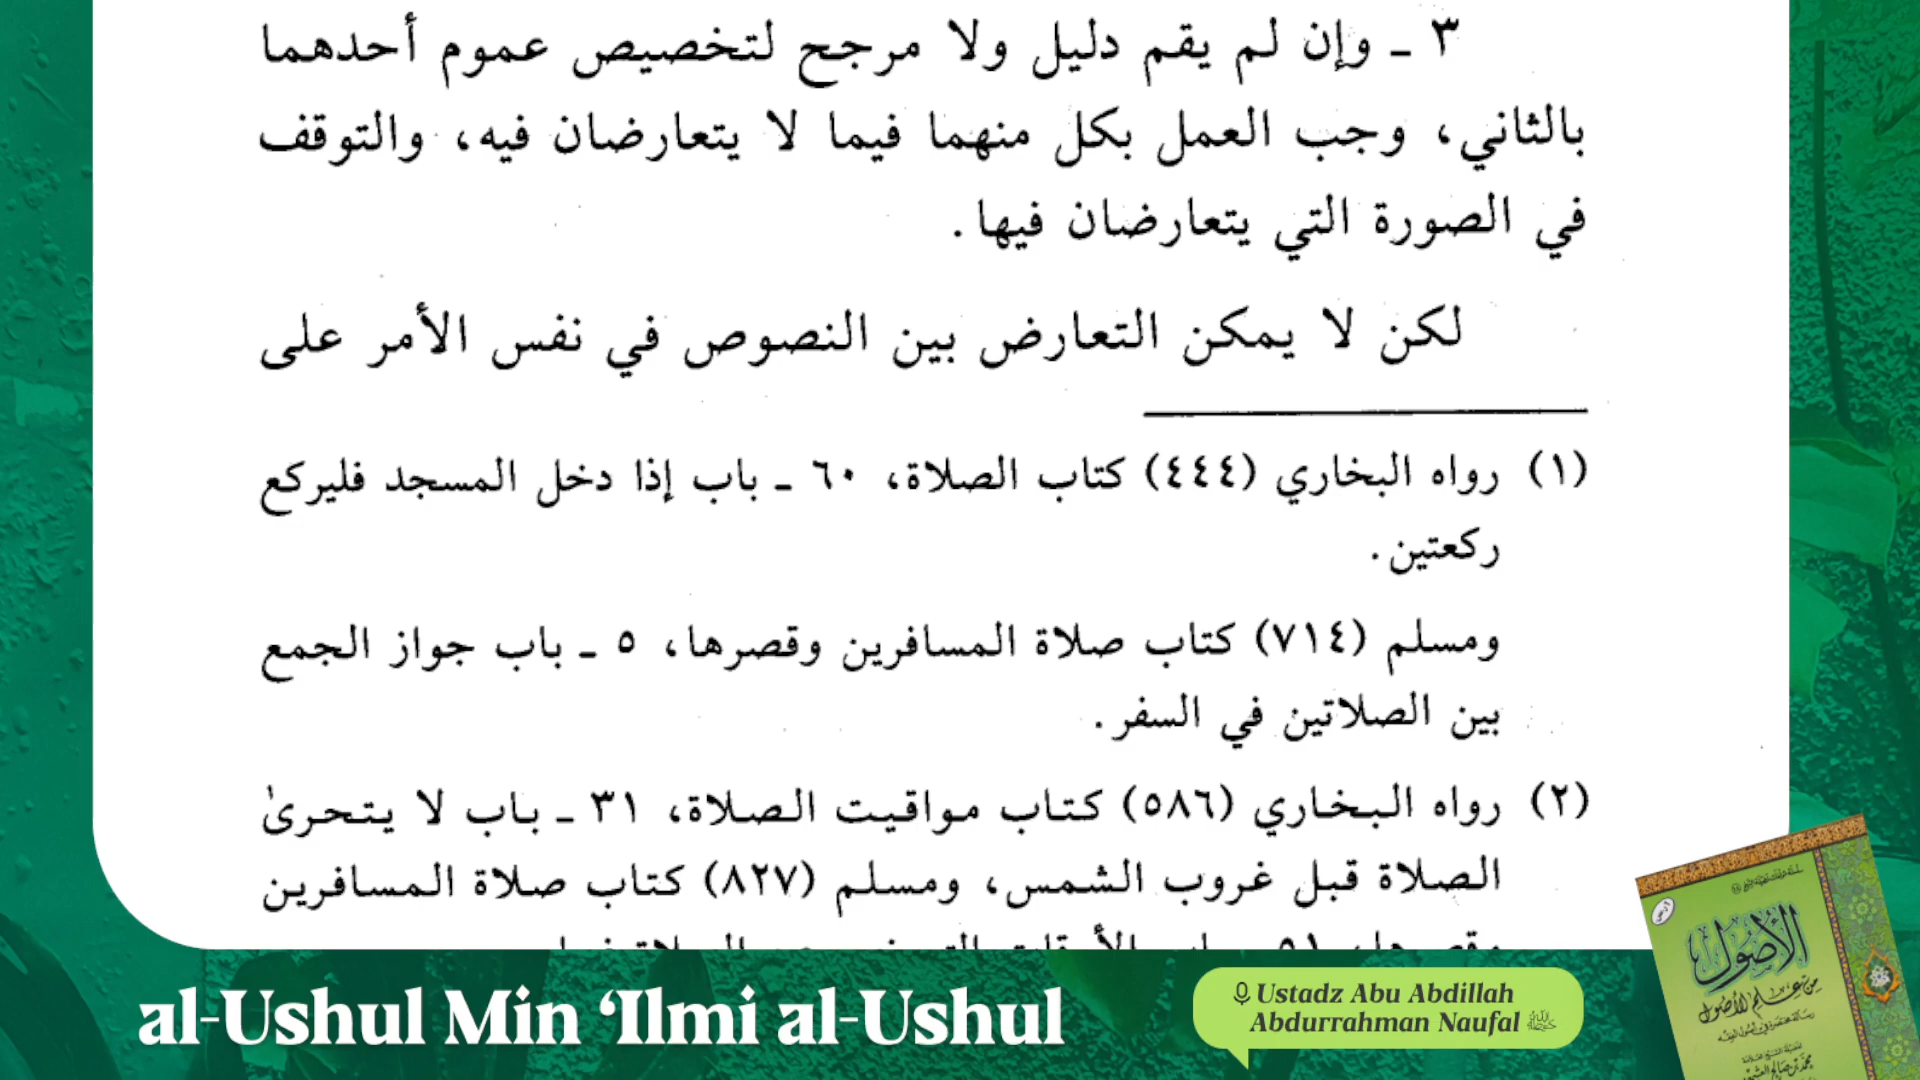 ٣ ـ وإن لم يقم دليل ولا مرجح لتخصيص عموم أحدهما
بالثاني، وجب العمل بكل منهما فيما لا يتعارضان فيه، والتوقف
في الصورة التي يتعارضان فيها.
لكن لا يمكن التعارض بين النصوص في نفس الأمر على
(١) رواه البخاري (٤٤٤) كتاب الصلاة، ٦٠ ـ باب إذا دخل المسجد فليركع
ركعتين.
ومسلم (٧١٤) كتاب صلاة المسافرين وقصرها، ٥ ـ باب جواز الجمع
بين الصلاتين في السفر.
(٢) رواه البخاري (٥٨٦) كتاب مواقيت الصلاة، ٣١ ـ باب لا يتحرىٰ
الصلاة قبل غروب الشمس، ومسلم (٨٢٧) كتاب صلاة المسافرين
al-Ushul Min ‘Ilmi al-Ushul
Ustadz Abu Abdillah
Abdurrahman Naufal
الأصول
من علم الأصول